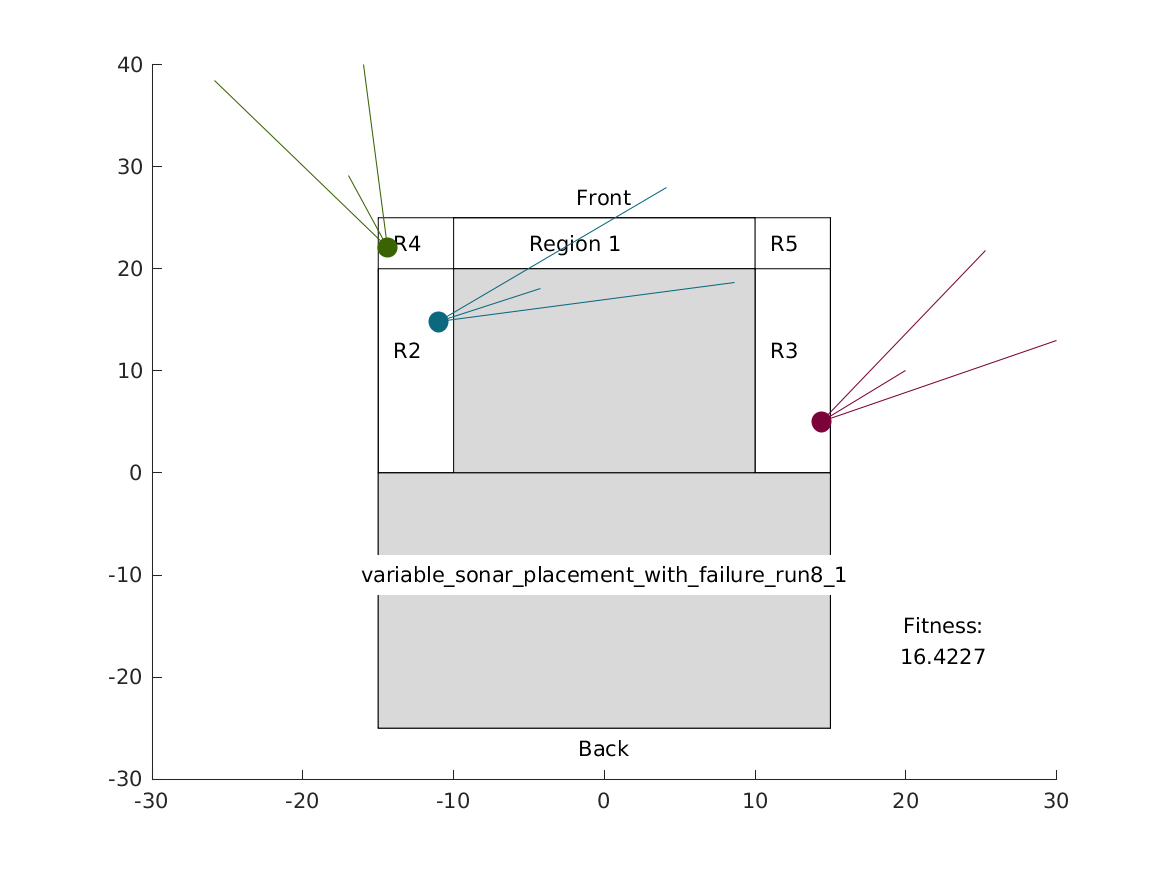 40
30
Front
R4
Region 1
R5
20
R2
R3
10
0
-10
variable_sonar_placement_with_failure_run8_1
Fitness:
16.4227
-20
Back
-30
-30
-20
-10
0
10
20
30